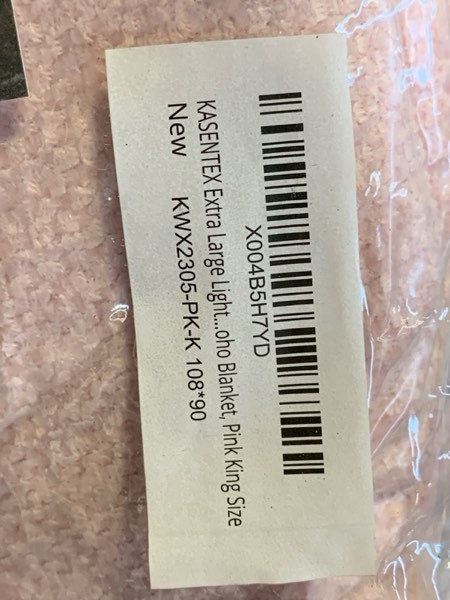 X004B5H7YD
KASENTEX Extra Large Light...oho Blanket, Pink King Size
New KWX2305-PK-K 108*90